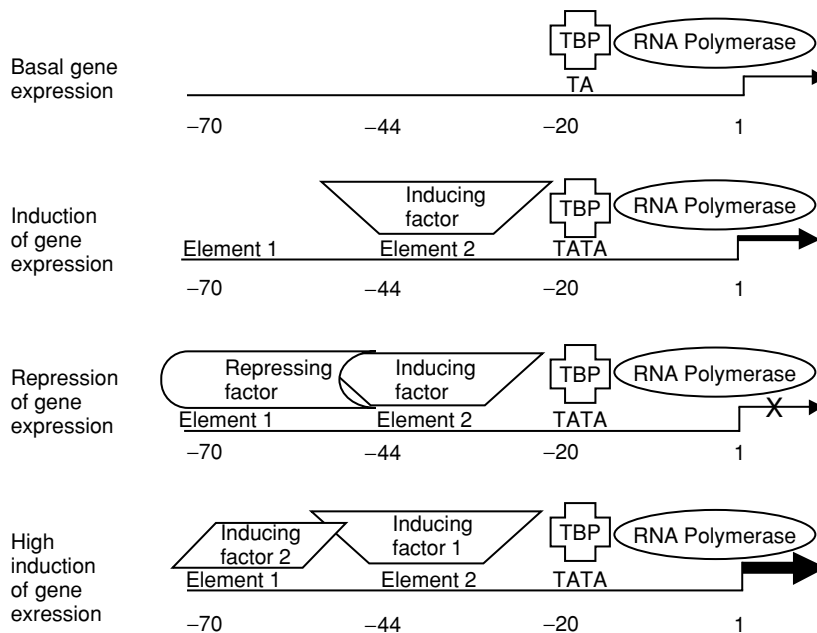 TBP
RNA Polymerase
Basal gene
expression
TA
−70
−44
−20
1
Inducing
factor
TBP
RNA Polymerase
Induction
of gene
expression
Element 1
Element 2
TATA
−70
−44
−20
1
Repressing
factor
Inducing
factor
TBP
RNA Polymerase
Repression
of gene
expression
X
Element 1
Element 2
TATA
−70
−44
−20
1
High
induction
of gene
exression
Inducing
factor 2
Inducing
factor 1
TBP
RNA Polymerase
Element 1
Element 2
TATA
−70
−44
−20
1